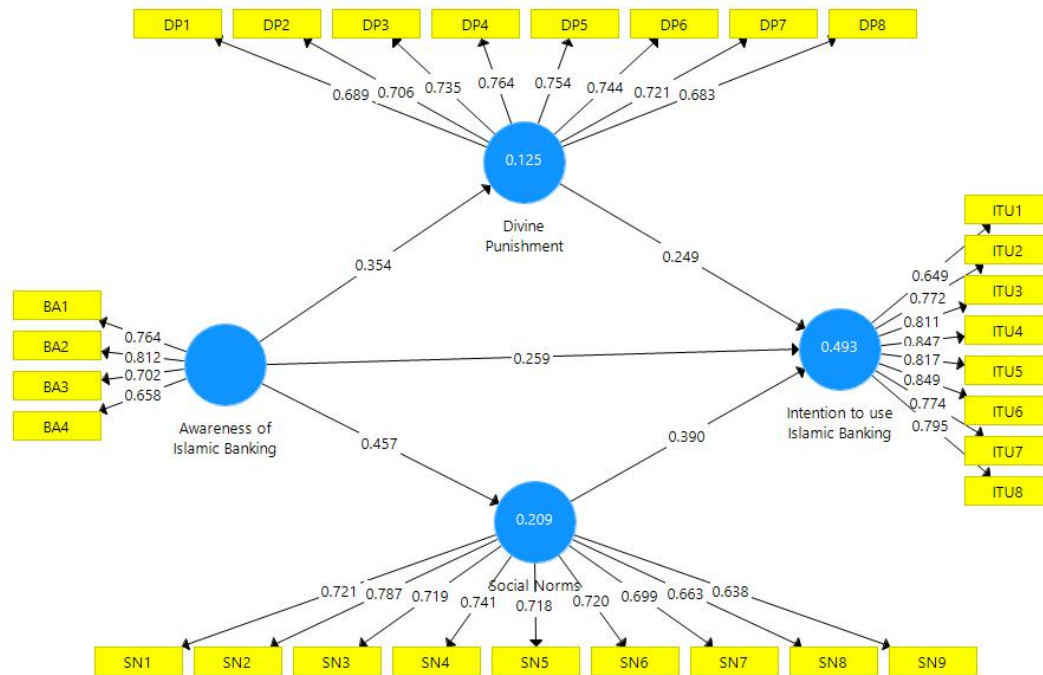 DP1 DP2 DP3 DP4 DP5 DP6 DP7 DP8
0.689 0.706 0.735 0.764 0.754 0.744 0.721 0.683
0.125
Divine
Punishment
0.354
0.249
BA1
BA2
BA3
BA4
0.764
0.812
0.702
0.658
Awareness of
Islamic Banking
0.259
0.457
0.390
0.493
Intention to use
Islamic Banking
ITU1
ITU2
ITU3
ITU4
ITU5
ITU6
ITU7
ITU8
0.649
0.772
0.811
0.847
0.817
0.849
0.774
0.795
0.209
Social Norms
0.721 0.787 0.719 0.741 0.718 0.720 0.699 0.663 0.638
SN1 SN2 SN3 SN4 SN5 SN6 SN7 SN8 SN9